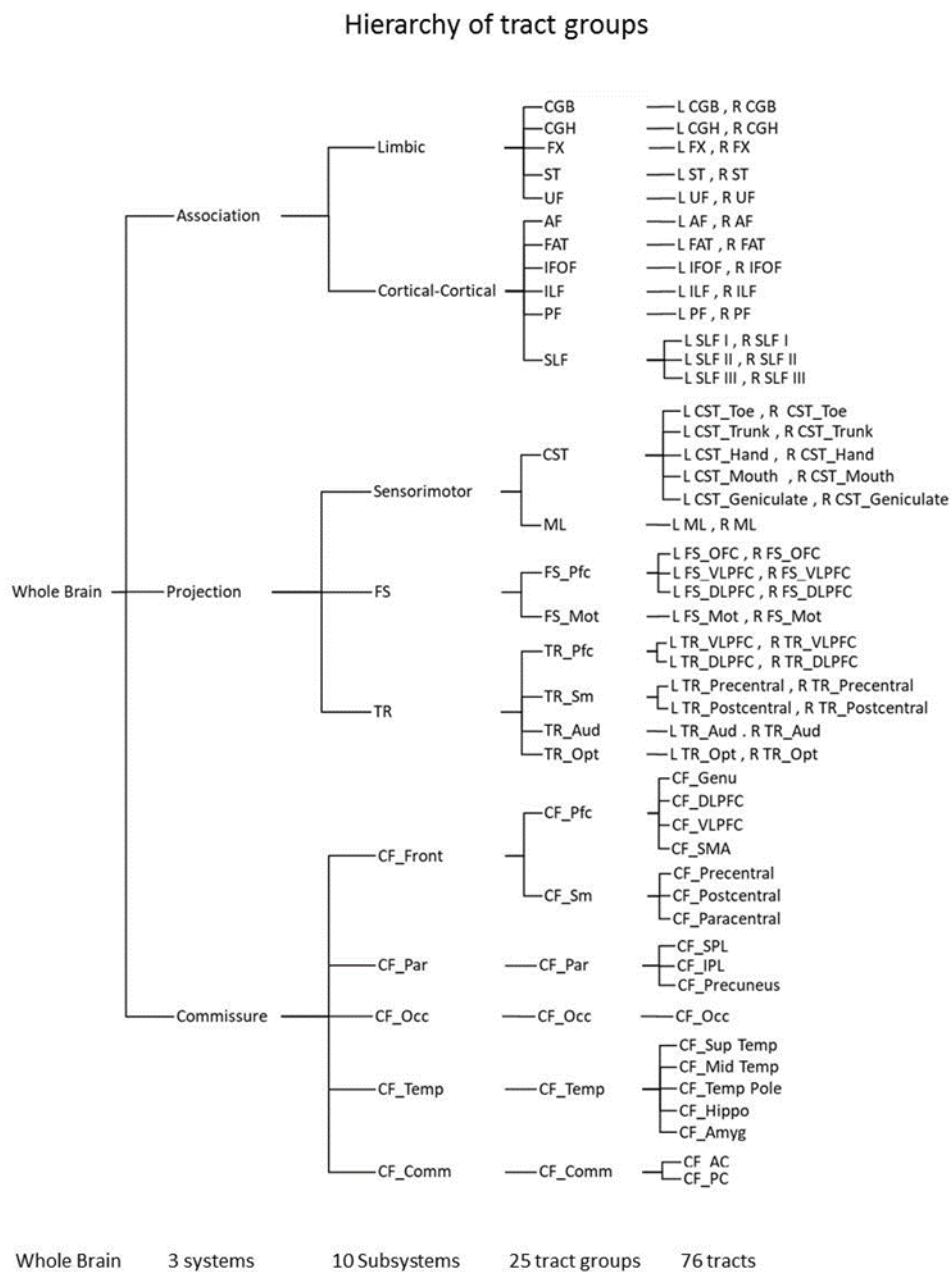 Hierarchy of tract groups
CGB L CGB , R CGB
CGH L CGH , R CGH
Limbic FX L FX , R FX
ST L ST , R ST
UF L UF , R UF
Association AF L AF , R AF
FAT L FAT , R FAT
IFOF L IFOF , R IFOF
Cortical-Cortical ILF L ILF , R ILF
PF L PF , R PF
L SLF I , R SLF I
SLF L SLF II , R SLF II
L SLF III , R SLF III
L CST_Toe , R CST_Toe
L CST_Trunk , R CST_Trunk
CST L CST_Hand , R CST_Hand
L CST_Mouth , R CST_Mouth
Sensorimotor L CST_Geniculate , R CST_Geniculate
ML L ML , R ML
L FS_OFC , R FS_OFC
FS_Pfc L FS_VLPFC , R FS_VLPFC
Whole Brain Projection FS L FS_DLPFC , R FS_DLPFC
FS_Mot L FS_Mot , R FS_Mot
TR_Pfc L TR_VLPFC , R TR_VLPFC
L TR_DLPFC , R TR_DLPFC
TR_Sm L TR_Precentral , R TR_Precentral
TR L TR_Postcentral , R TR_Postcentral
TR_Aud L TR_Aud . R TR_Aud
TR_Opt L TR_Opt , R TR_Opt
CF_Genu
CF_DLPFC
CF_Pfc CF_VLPFC
CF_SMA
CF_Front CF_Precentral
CF_Sm CF_Postcentral
CF_Paracentral
CF_SPL
CF_Par CF_Par CF_IPL
CF_Precuneus
Commissure CF_Occ CF_Occ CF_Occ
CF_Sup Temp
CF_Mid Temp
CF_Temp CF_Temp CF_Temp Pole
CF_Hippo
CF_Amyg
CF_Comm CF_Comm CF_AC
CF_PC
Whole Brain 3 systems 10 Subsystems 25 tract groups 76 tracts